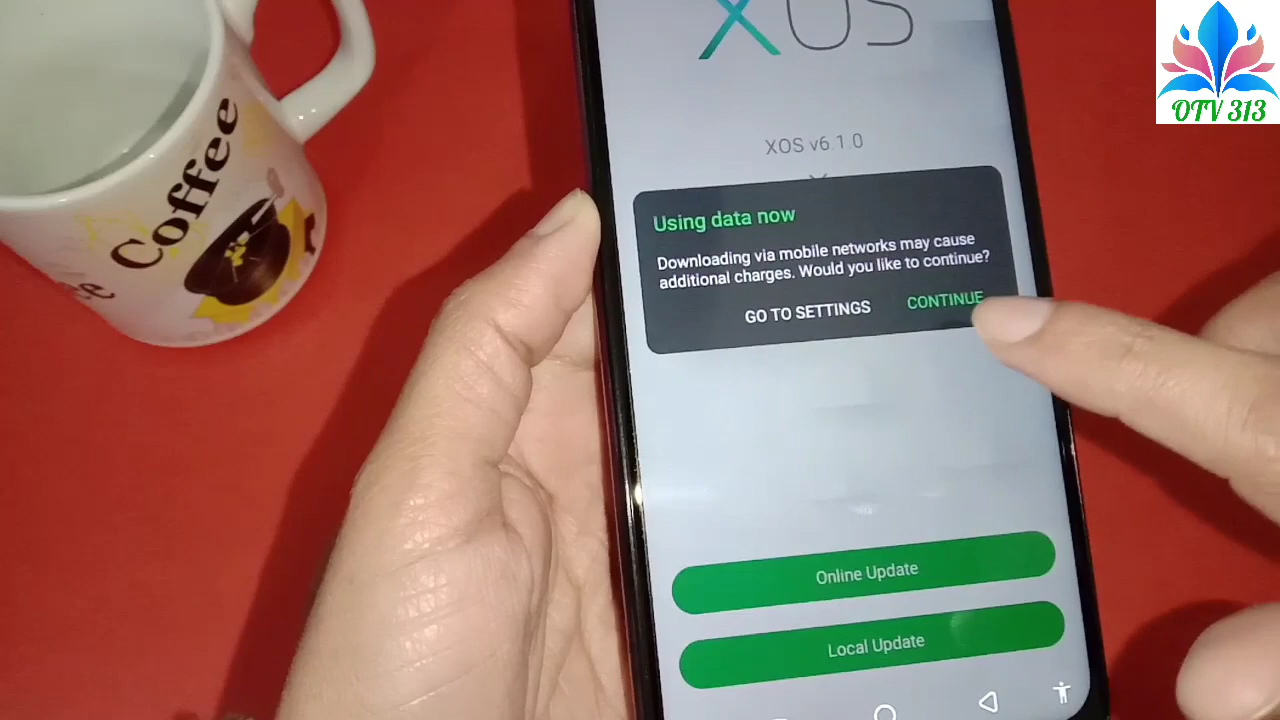 XOS
OTV 313
XOS v6.1.0
Coffee
Using data now
Downloading via mobile networks may cause
additional charges. Would you like to continue?
GO TO SETTINGS
CONTINUE
Online Update
Local Update